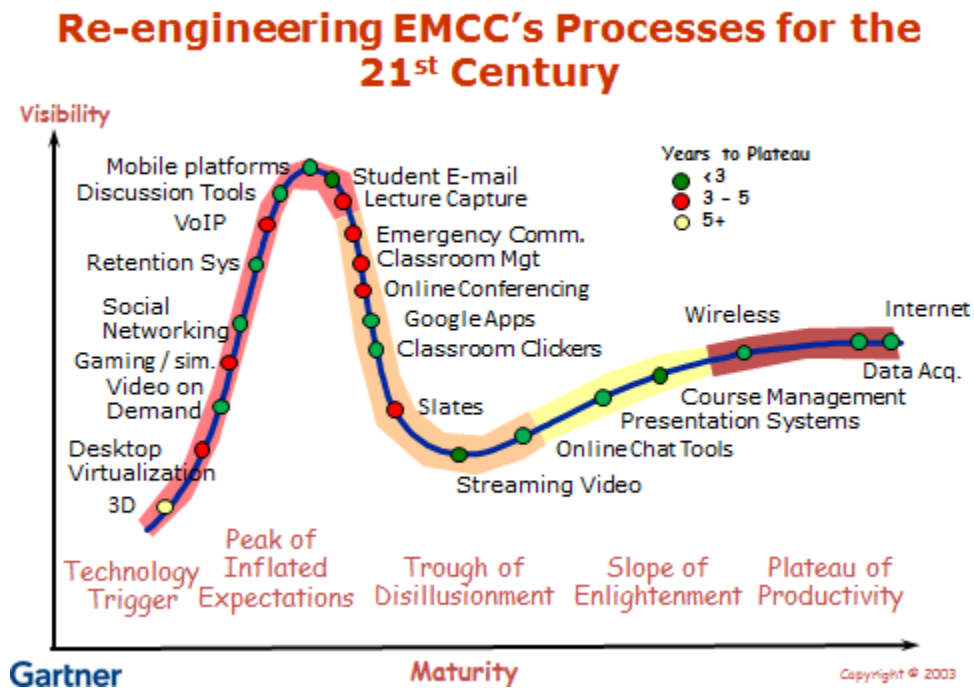 Re-engineering EMCC's Processes for the
21st Century
Visibility
Years to Plateau
<3
3 - 5
5+
Mobile platforms
Discussion Tools
VoIP
Retention Sys
Social
Networking
Gaming / sim.
Video on
Demand
Desktop
Virtualization
3D
Student E-mail
Lecture Capture
Emergency Comm.
Classroom Mgt
Online Conferencing
Google Apps
Classroom Clickers
Slates
Streaming Video
Online Chat Tools
Presentation Systems
Course Management
Wireless
Internet
Data Acq.
Technology
Trigger
Peak of
Inflated
Expectations
Trough of
Disillusionment
Slope of
Enlightenment
Plateau of
Productivity
Gartner
Maturity
Copyright © 2003